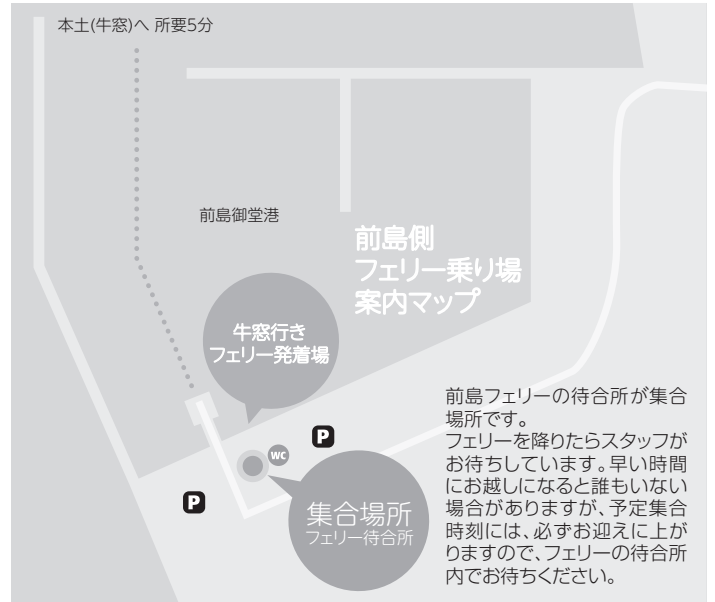 本土(牛窓)へ 所要5分
前島御堂港
前島側
フェリー乗り場
案内マップ
牛窓行き
フェリー発着場
P
WC
P
集合場所
フェリー待合所
前島フェリーの待合所が集合
場所です。
フェリーを降りたらスタッフが
お待ちしています。早い時間
にお越しになると誰もいない
場合がありますが、予定集合
時刻には、必ずお迎えに上が
りますので、フェリーの待合所
内でお待ちください。